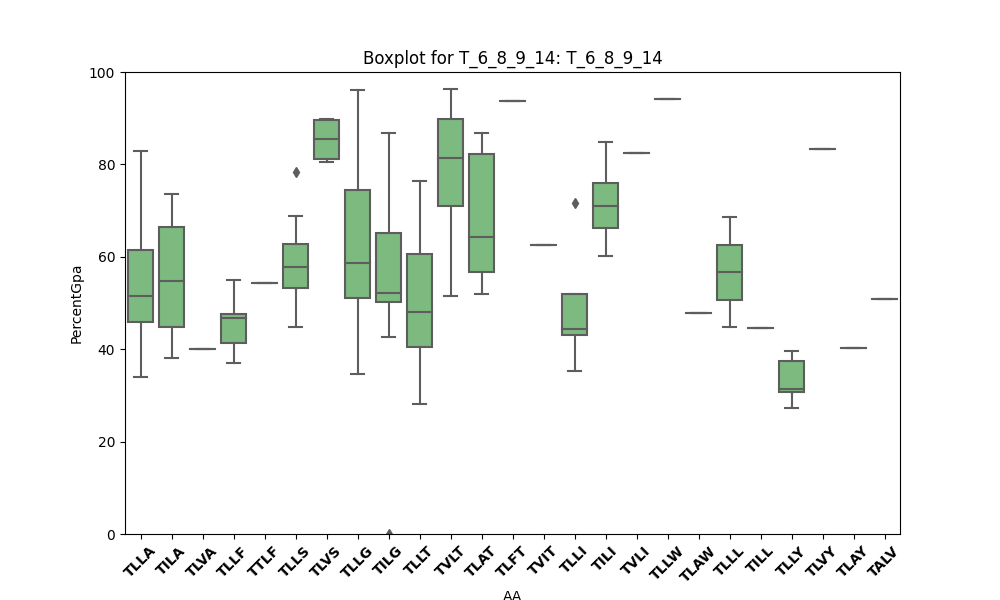 Boxplot for T_6_8_9_14: T_6_8_9_14
PercentGpa
100
80
60
40
20
0
TLLA TILA TLVA TLLF TTLF TLLS TLVS TLLG TILG TLLT TVLT TLAT TLFT TVIT TLLI TILI TVLI TLLW TLAW TLLL TILL TLLY TLVY TLAY TALV
AA